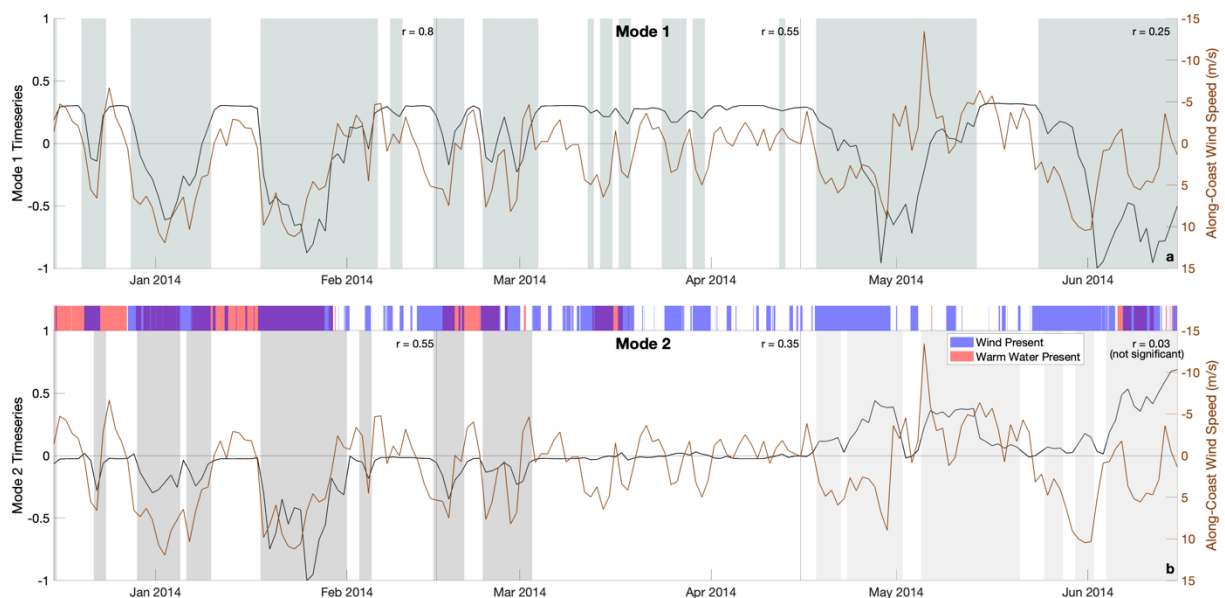 1
0.5
0
-0.5
-1
Mode 1 Timeseries
r = 0.8
Mode 1
r = 0.55
r = 0.25
a
-15
-10
-5
0
5
10
15
Along-Coast Wind Speed (m/s)
Jan 2014
Feb 2014
Mar 2014
Apr 2014
May 2014
Jun 2014
1
0.5
0
-0.5
-1
Mode 2 Timeseries
r = 0.55
Mode 2
r = 0.35
Wind Present
Warm Water Present
r = 0.03
(not significant)
b
-15
-10
-5
0
5
10
15
Along-Coast Wind Speed (m/s)
Jan 2014
Feb 2014
Mar 2014
Apr 2014
May 2014
Jun 2014